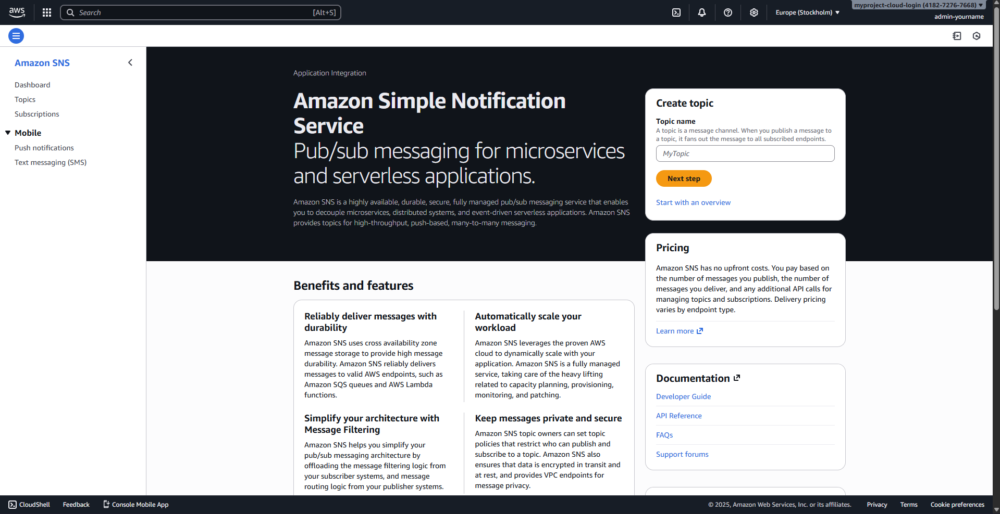 aws
Search
[Alt+S]
Europe (Stockholm)
myproject-cloud-login (4182-7276-7668)
admin-yourname
Amazon SNS
Dashboard
Topics
Subscriptions
Mobile
Push notifications
Text messaging (SMS)
Application Integration
Amazon Simple Notification
Service
Pub/sub messaging for microservices
and serverless applications.
Amazon SNS is a highly available, durable, secure, fully managed pub/sub messaging service that enables
you to decouple microservices, distributed systems, and event-driven serverless applications. Amazon SNS
provides topics for high-throughput, push-based, many-to-many messaging.
Create topic
Topic name
A topic is a message channel. When you publish a message to
a topic, it fans out the message to all subscribed endpoints.
MyTopic
Next step
Start with an overview
Pricing
Amazon SNS has no upfront costs. You pay based on
the number of messages you publish, the number of
messages you deliver, and any additional API calls for
managing topics and subscriptions. Delivery pricing
varies by endpoint type.
Learn more
Documentation
Developer Guide
API Reference
FAQs
Support forums
Benefits and features
Reliably deliver messages with
durability
Amazon SNS uses cross availability zone
message storage to provide high message
durability. Amazon SNS reliably delivers
messages to valid AWS endpoints, such as
Amazon SQS queues and AWS Lambda
functions.
Automatically scale your
workload
Amazon SNS leverages the proven AWS
cloud to dynamically scale with your
application. Amazon SNS is a fully managed
service, taking care of the heavy lifting
related to capacity planning, provisioning,
monitoring, and patching.
Simplify your architecture with
Message Filtering
Amazon SNS helps you simplify your
pub/sub messaging architecture by
offloading the message filtering logic from
your subscriber systems, and message
routing logic from your publisher systems.
Keep messages private and secure
Amazon SNS topic owners can set topic
policies that restrict who can publish and
subscribe to a topic. Amazon SNS also
ensures that data is encrypted in transit and
at rest, and provides VPC endpoints for
message privacy.
CloudShell
Feedback
Console Mobile App
© 2025, Amazon Web Services, Inc. or its affiliates.
Privacy
Terms
Cookie preferences